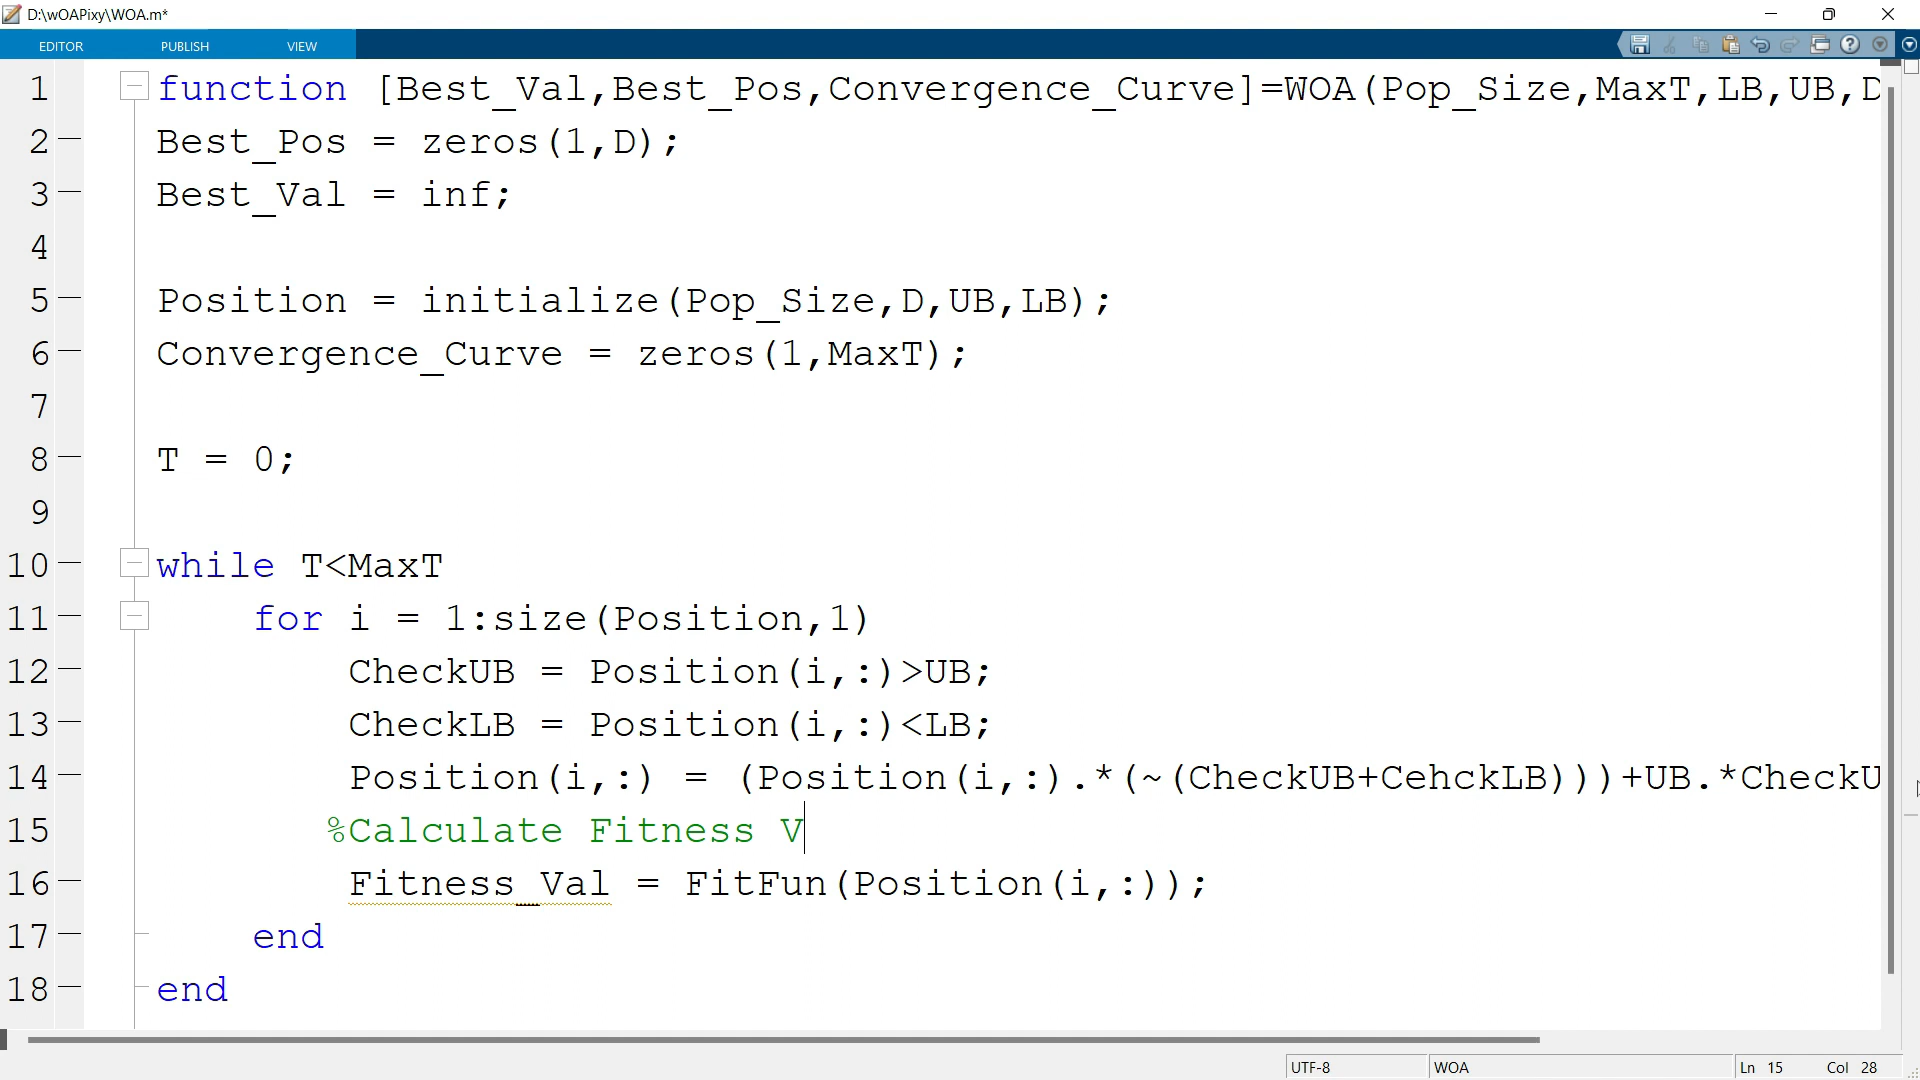 D:\wOAPixy\WOA.m*
EDITOR PUBLISH VIEW
1 function [Best_Val,Best_Pos,Convergence_Curve]=WOA(Pop_Size,MaxT,LB,UB,D
2 Best_Pos = zeros(1,D);
3 Best_Val = inf;
4
5 Position = initialize(Pop_Size,D,UB,LB);
6 Convergence_Curve = zeros(1,MaxT);
7
8 T = 0;
9
10 while T<MaxT
11 for i = 1:size(Position,1)
12 CheckUB = Position(i,:)>UB;
13 CheckLB = Position(i,:)<LB;
14 Position(i,:) = (Position(i,:).*(~(CheckUB+CehckLB)))+UB.*CheckU
15 %Calculate Fitness V
16 Fitness_Val = FitFun(Position(i,:));
17 end
18 end
UTF-8 WOA Ln 15 Col 28